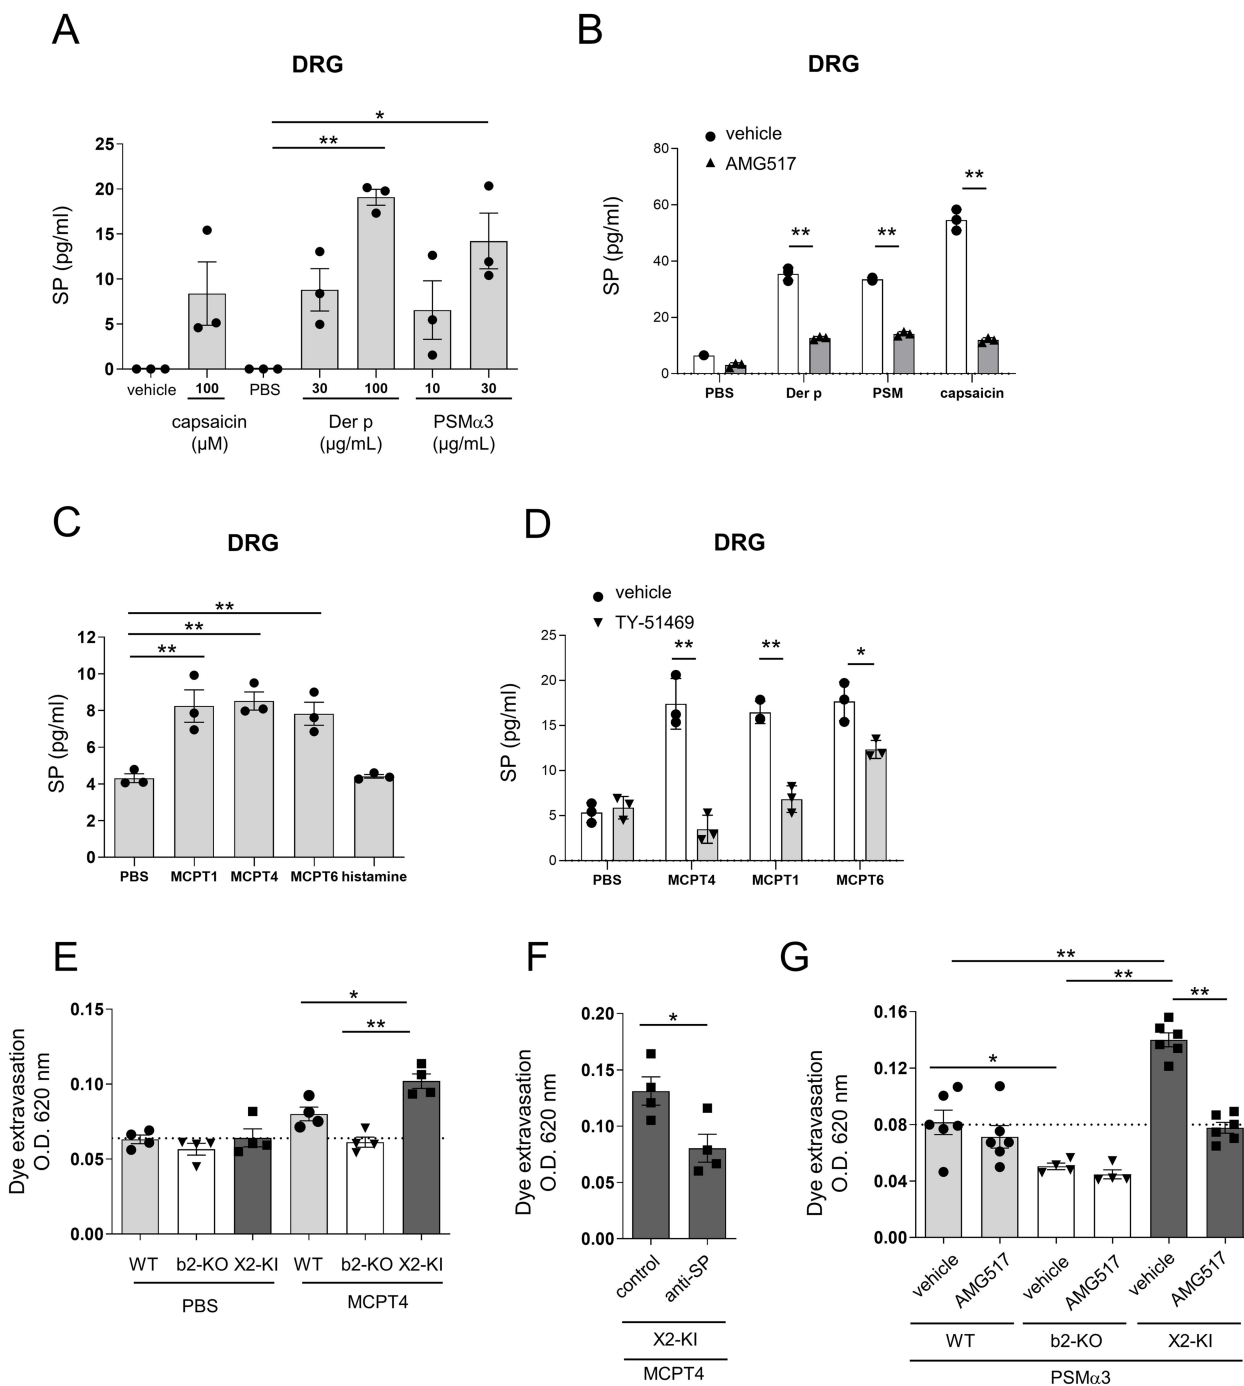 A
DRG
*
**
25
20
15
10
5
0
SP (pg/ml)
vehicle 100 PBS 30 100 10 30
capsaicin Der p PSMα3
(µM) (µg/mL) (µg/mL)
B
DRG
vehicle
AMG517
** ** **
80
60
40
20
0
SP (pg/ml)
PBS Der p PSM capsaicin
C
DRG
**
**
**
12
10
8
6
4
2
0
SP (pg/ml)
PBS MCPT1 MCPT4 MCPT6 histamine
D
DRG
vehicle
TY-51469
** ** *
25
20
15
10
5
0
SP (pg/ml)
PBS MCPT4 MCPT1 MCPT6
E
*
**
0.15
0.10
0.05
0.00
Dye extravasation
O.D. 620 nm
WT b2-KO X2-KI WT b2-KO X2-KI
PBS MCPT4
F
*
0.20
0.15
0.10
0.05
0.00
Dye extravasation
O.D. 620 nm
control anti-SP
X2-KI
MCPT4
G
**
**
**
*
0.16
0.12
0.08
0.04
0.00
Dye extravasation
O.D. 620 nm
vehicle AMG517 vehicle AMG517 vehicle AMG517
WT b2-KO X2-KI
PSMα3